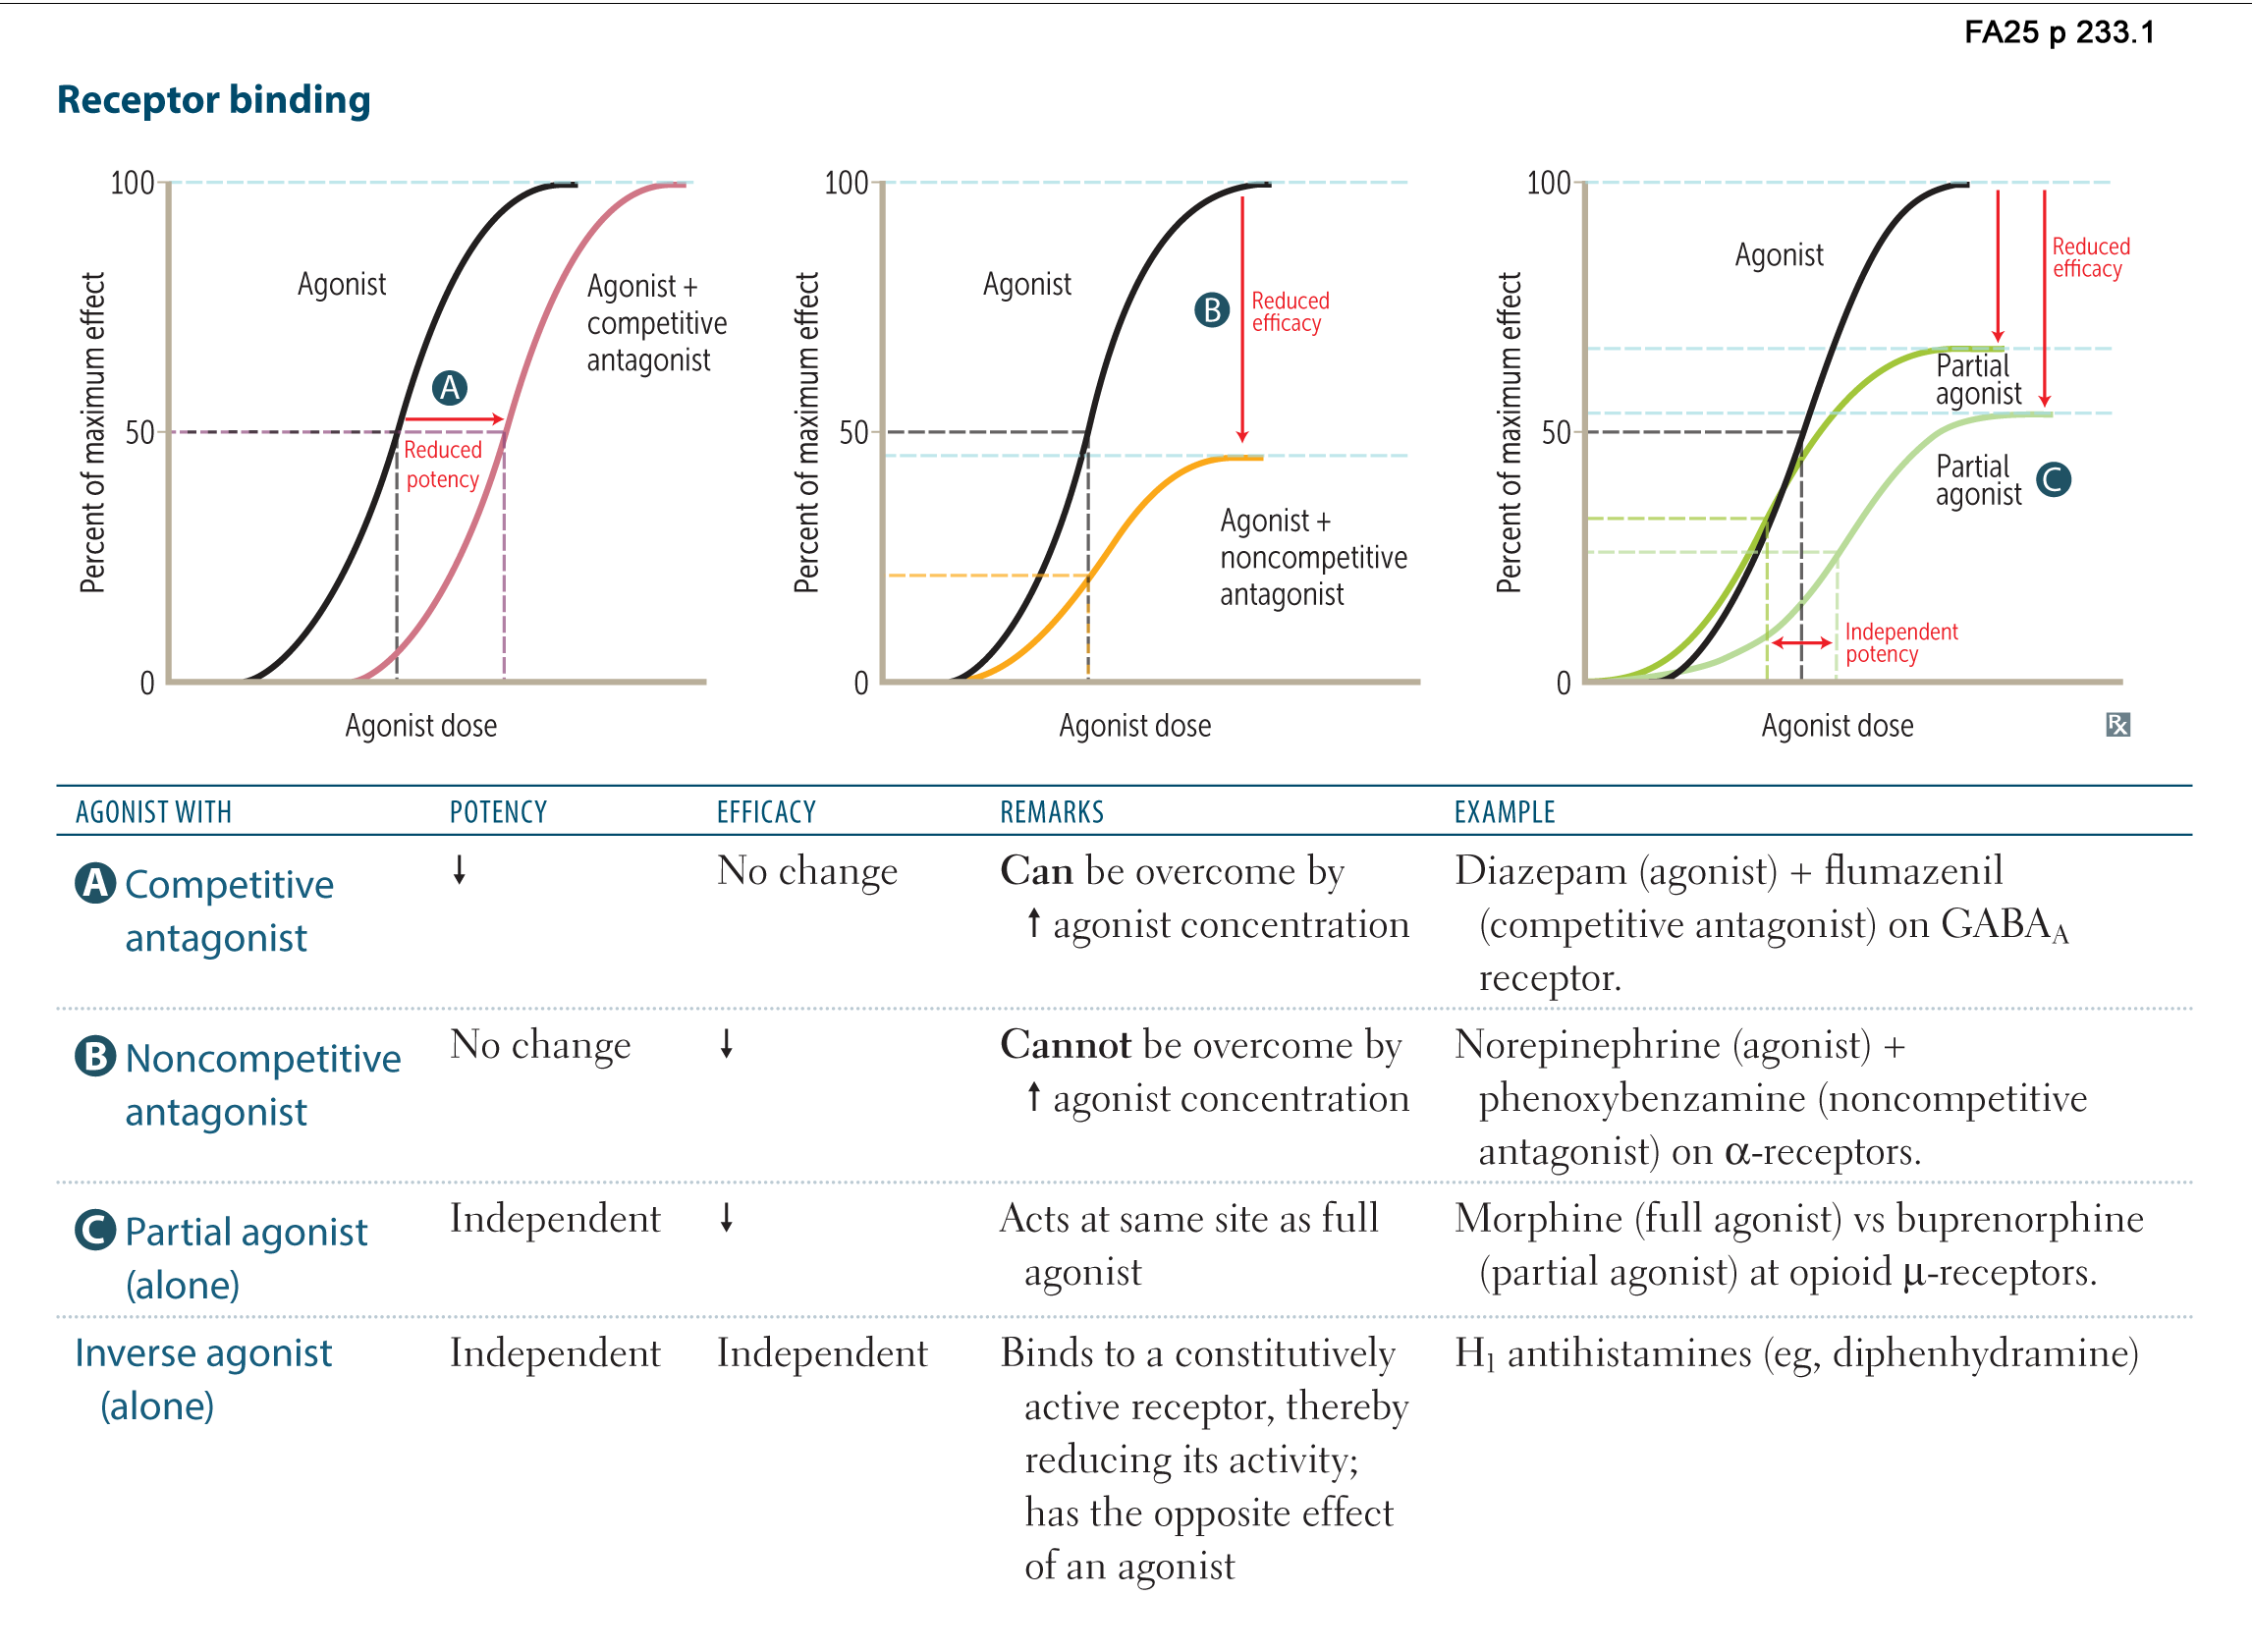 FA25 p 233.1
Receptor binding
100
50
0
Percent of maximum effect
Agonist
Agonist +
competitive
antagonist
A
Reduced
potency
Agonist dose
100
50
0
Percent of maximum effect
Agonist
B
Reduced
efficacy
Agonist +
noncompetitive
antagonist
Agonist dose
100
50
0
Percent of maximum effect
Agonist
Reduced
efficacy
Partial
agonist
Partial
agonist
C
Independent
potency
Agonist dose
Rx
AGONIST WITH POTENCY EFFICACY REMARKS EXAMPLE
A Competitive
antagonist
↓
No change
Can be overcome by
↑ agonist concentration
Diazepam (agonist) + flumazenil
(competitive antagonist) on GABAA
receptor.
B Noncompetitive
antagonist
No change
↓
Cannot be overcome by
↑ agonist concentration
Norepinephrine (agonist) +
phenoxybenzamine (noncompetitive
antagonist) on α-receptors.
C Partial agonist
(alone)
Independent
↓
Acts at same site as full
agonist
Morphine (full agonist) vs buprenorphine
(partial agonist) at opioid μ-receptors.
Inverse agonist
(alone)
Independent
Independent
Binds to a constitutively
active receptor, thereby
reducing its activity;
has the opposite effect
of an agonist
H1 antihistamines (eg, diphenhydramine)